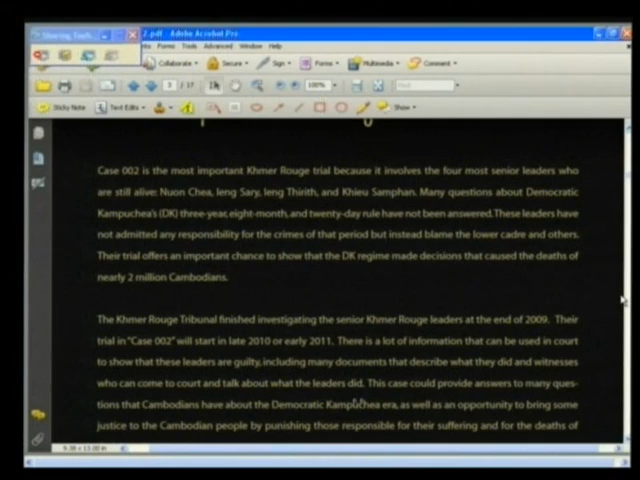 2.pdf - Adobe Acrobat Pro
Forms Tools Advanced Window Help
Collaborate Secure Sign Forms Multimedia Comment
3 / 17 100% Find
Sticky Note Text Edits Show
Case 002 is the most important Khmer Rouge trial because it involves the four most senior leaders who
are still alive: Nuon Chea, Ieng Sary, Ieng Thirith, and Khieu Samphan. Many questions about Democratic
Kampuchea's (DK) three-year, eight-month, and twenty-day rule have not been answered. These leaders have
not admitted any responsibility for the crimes of that period but instead blame the lower cadre and others.
Their trial offers an important chance to show that the DK regime made decisions that caused the deaths of
nearly 2 million Cambodians.
The Khmer Rouge Tribunal finished investigating the senior Khmer Rouge leaders at the end of 2009. Their
trial in "Case 002" will start in late 2010 or early 2011. There is a lot of information that can be used in court
to show that these leaders are guilty, including many documents that describe what they did and witnesses
who can come to court and talk about what the leaders did. This case could provide answers to many ques-
tions that Cambodians have about the Democratic Kampuchea era, as well as an opportunity to bring some
justice to the Cambodian people by punishing those responsible for their suffering and for the deaths of